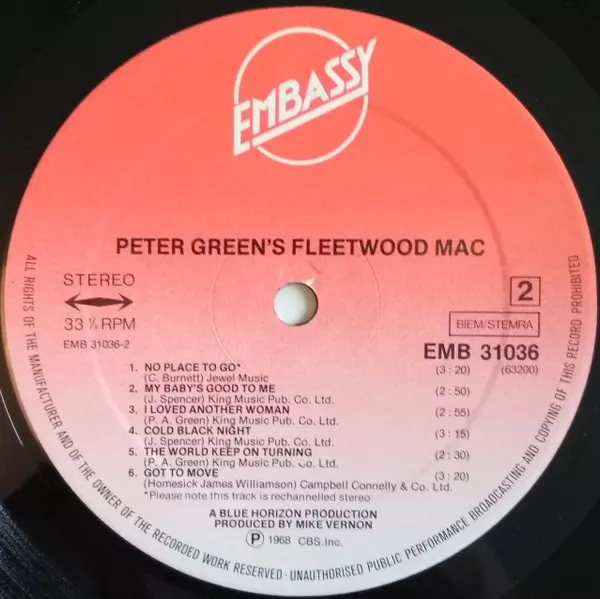 EMBASSY
PETER GREEN'S FLEETWOOD MAC
STEREO
33 ⅓ RPM
EMB 31036-2
2
BIEM/STEMRA
EMB 31036
(63200)
1. NO PLACE TO GO* (3 : 20)
(C. Burnett) Jewel Music
2. MY BABY'S GOOD TO ME (2 : 50)
(J. Spencer) King Music Pub. Co. Ltd.
3. I LOVED ANOTHER WOMAN (2 : 55)
(P. A. Green) King Music Pub. Co. Ltd.
4. COLD BLACK NIGHT (3 : 15)
(J. Spencer) King Music Pub. Co. Ltd.
5. THE WORLD KEEP ON TURNING (2 : 30)
(P. A. Green) King Music Pub. Co. Ltd.
6. GOT TO MOVE (3 : 20)
(Homesick James Williamson) Campbell Connelly & Co. Ltd.
*Please note this track is rechannelled stereo.
A BLUE HORIZON PRODUCTION
PRODUCED BY MIKE VERNON
Ⓟ 1968 CBS.Inc.
ALL RIGHTS OF THE MANUFACTURER AND OF THE OWNER OF THE RECORDED WORK RESERVED - UNAUTHORISED PUBLIC PERFORMANCE BROADCASTING AND COPYING OF THIS RECORD PROHIBITED